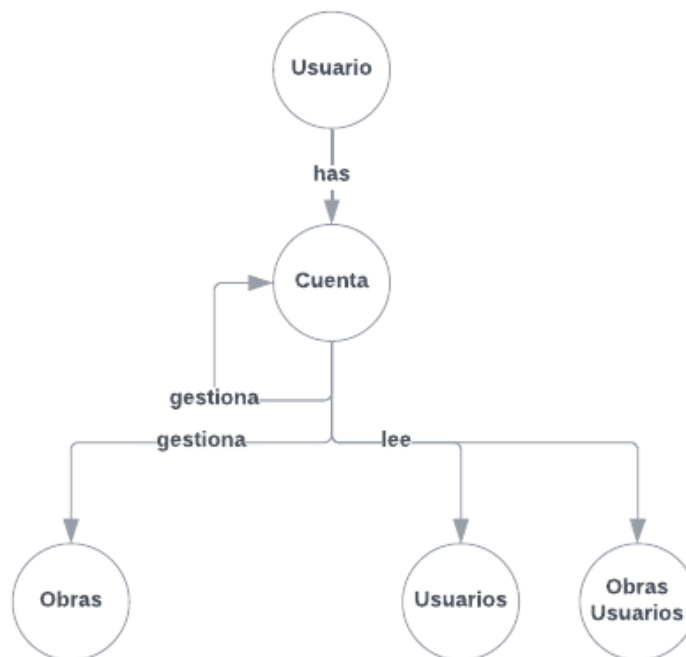 Usuario
has
Cuenta
gestiona
gestiona
lee
Obras
Usuarios
Obras
Usuarios